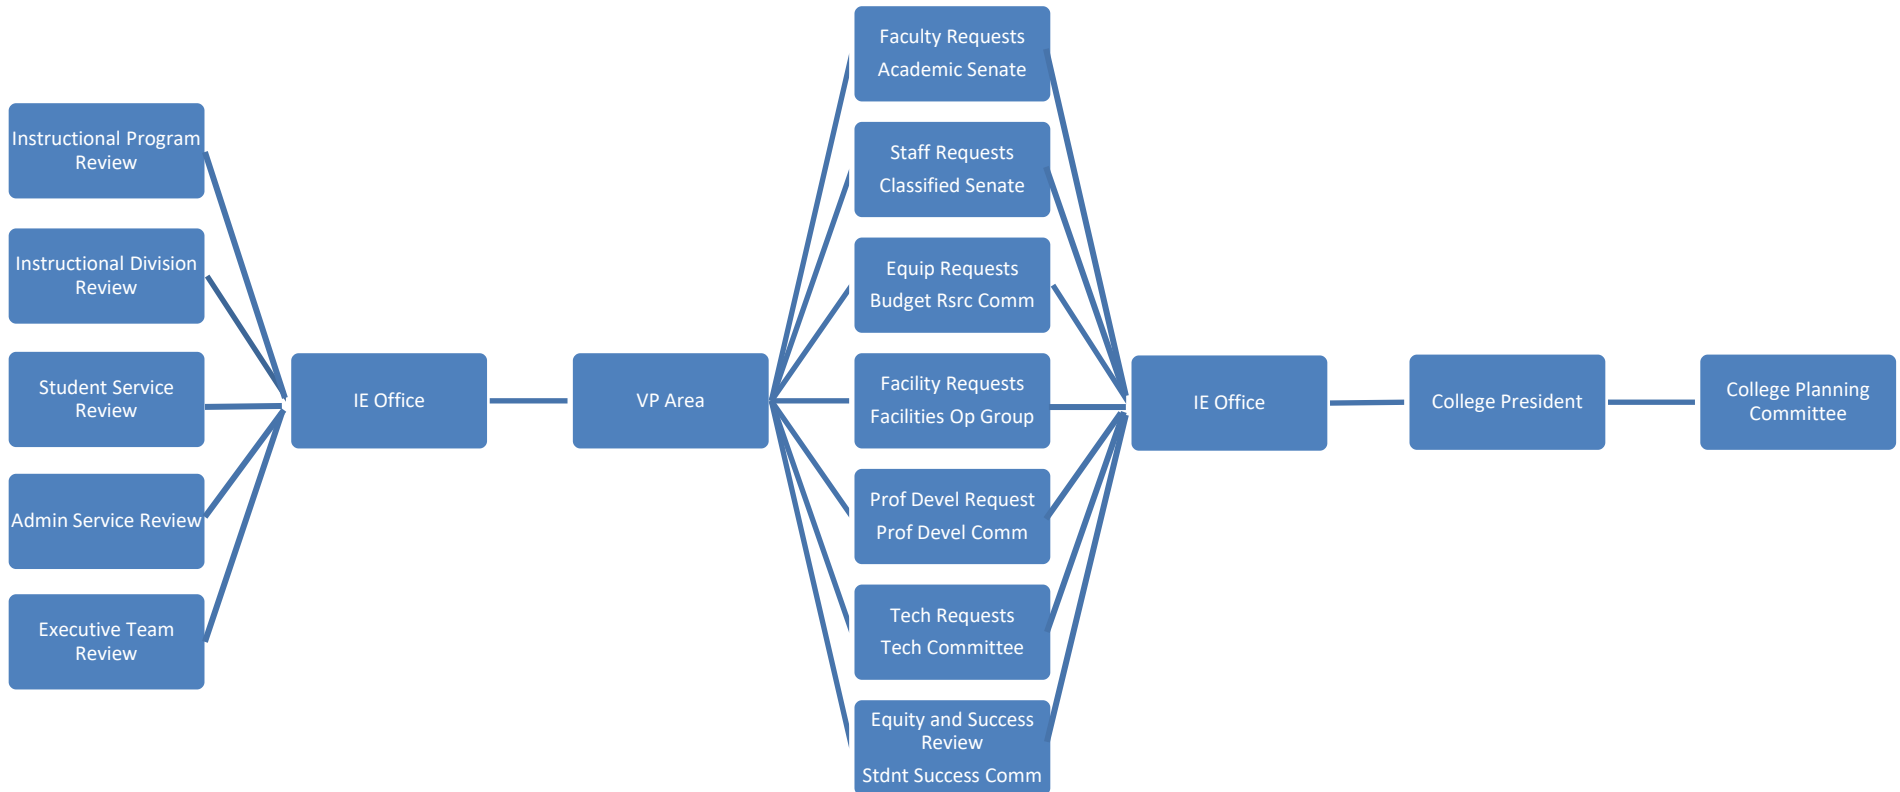 Instructional Program
Review
Instructional Division
Review
Student Service
Review
Admin Service Review
Executive Team
Review
IE Office
VP Area
Faculty Requests
Academic Senate
Staff Requests
Classified Senate
Equip Requests
Budget Rsrc Comm
Facility Requests
Facilities Op Group
Prof Devel Request
Prof Devel Comm
Tech Requests
Tech Committee
Equity and Success
Review
Stdnt Success Comm
IE Office
College President
College Planning
Committee